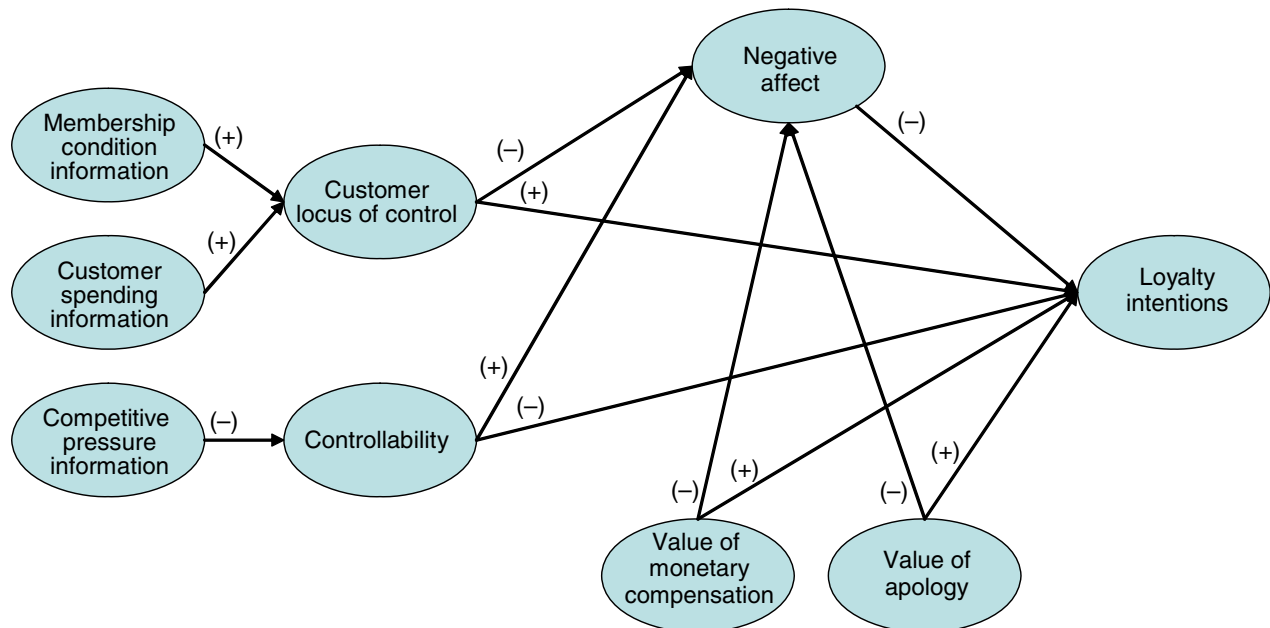 Negative
affect
(–)
Membership
condition
information
(+)
(–)
Customer
locus of control
(+)
(+)
Customer
spending
information
Loyalty
intentions
(+)
Competitive
pressure
information
(–)
Controllability
(–)
(+)
(–)
(+)
(–)
Value of
monetary
compensation
Value of
apology